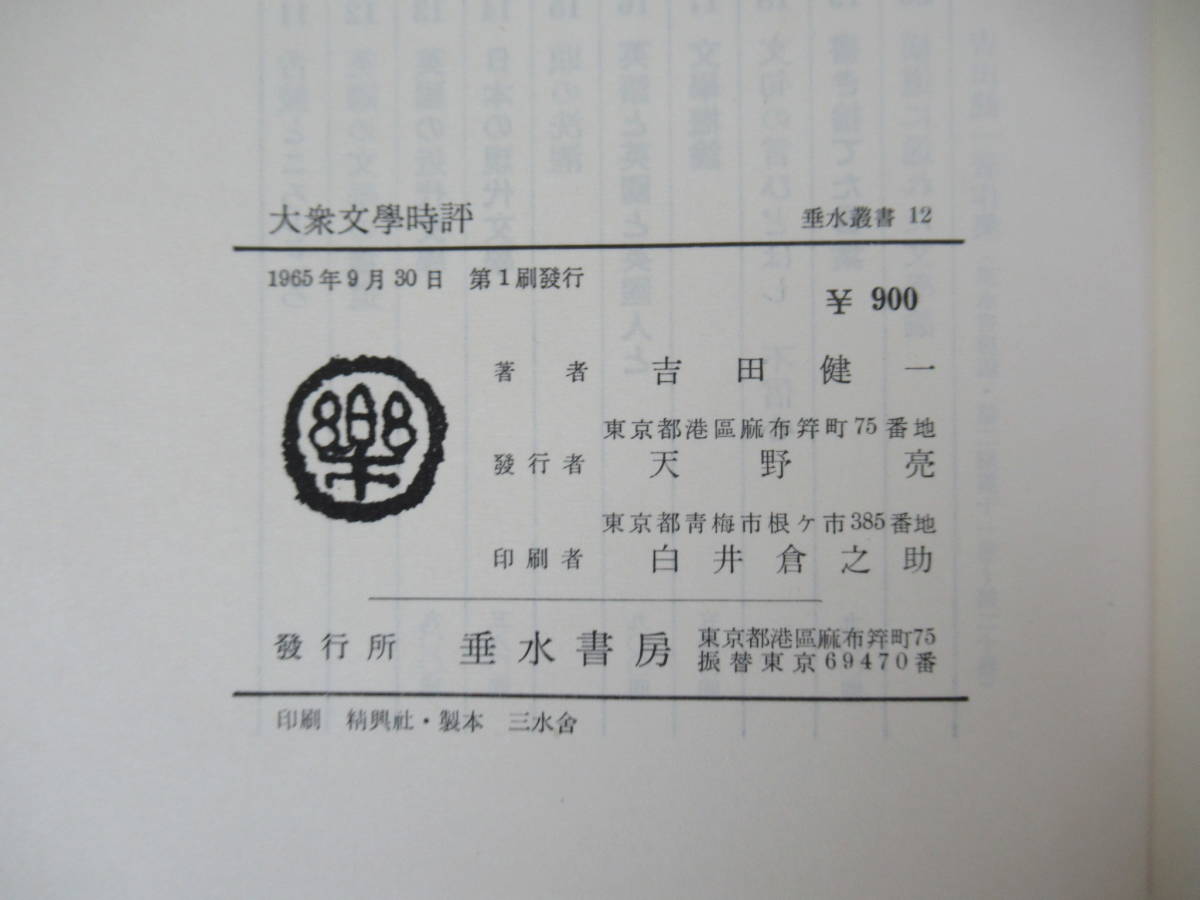 大衆文學時評 垂水叢書 12
1965年9月30日 第1刷發行
¥ 900
樂
著者 吉田健一
東京都港區麻布笄町75番地
發行者 天野亮
東京都靑梅市根ヶ市385番地
印刷者 白井倉之助
發行所 垂水書房 東京都港區麻布笄町75
振替東京69470番
印刷 精興社・製本 三水舍